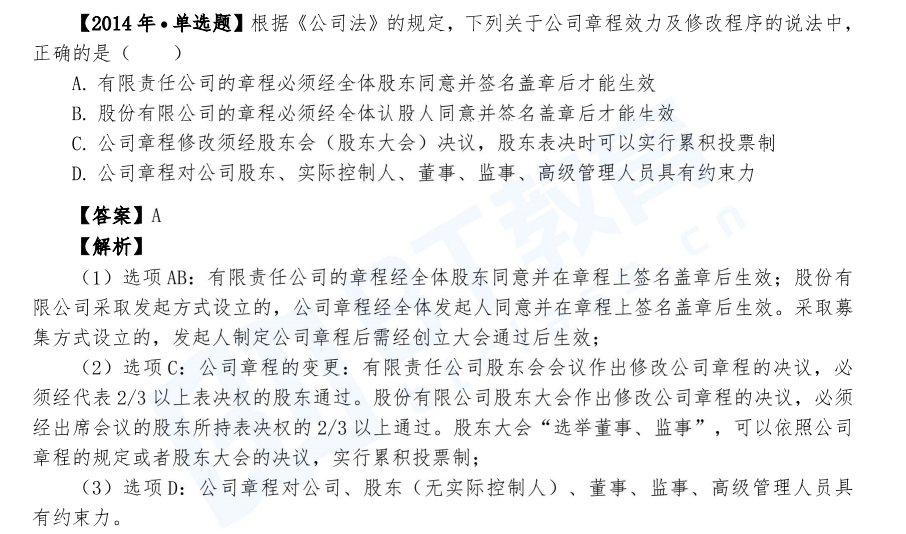 【2014 年•单选题】根据《公司法》的规定，下列关于公司章程效力及修改程序的说法中，
正确的是（　　）
A. 有限责任公司的章程必须经全体股东同意并签名盖章后才能生效
B. 股份有限公司的章程必须经全体认股人同意并签名盖章后才能生效
C. 公司章程修改须经股东会（股东大会）决议，股东表决时可以实行累积投票制
D. 公司章程对公司股东、实际控制人、董事、监事、高级管理人员具有约束力
【答案】A
【解析】
（1）选项 AB：有限责任公司的章程经全体股东同意并在章程上签名盖章后生效；股份有
限公司采取发起方式设立的，公司章程经全体发起人同意并在章程上签名盖章后生效。采取募
集方式设立的，发起人制定公司章程后需经创立大会通过后生效；
（2）选项 C：公司章程的变更：有限责任公司股东会会议作出修改公司章程的决议，必
须经代表 2/3 以上表决权的股东通过。股份有限公司股东大会作出修改公司章程的决议，必须
经出席会议的股东所持表决权的 2/3 以上通过。股东大会“选举董事、监事”，可以依照公司
章程的规定或者股东大会的决议，实行累积投票制；
（3）选项 D：公司章程对公司、股东（无实际控制人）、董事、监事、高级管理人员具
有约束力。